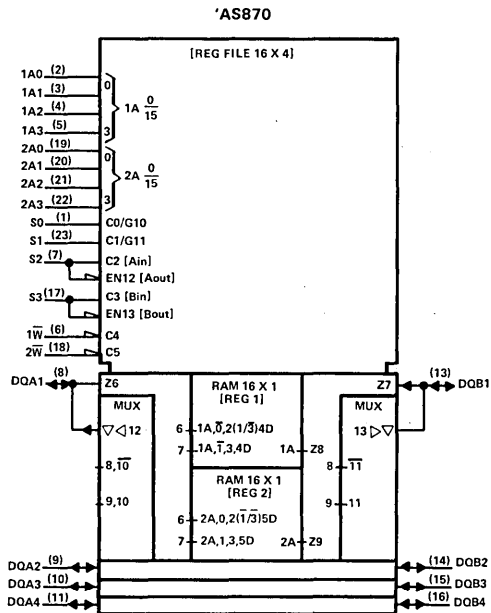 'AS870
[REG FILE 16 X 4]
1A0 (2)
1A1 (3)
1A2 (4)
1A3 (5)
0
3
1A 0/15
2A0 (19)
2A1 (20)
2A2 (21)
2A3 (22)
0
3
2A 0/15
S0 (1) C0/G10
S1 (23) C1/G11
S2 (7) C2 [Ain]
EN12 [Aout]
S3 (17) C3 [Bin]
EN13 [Bout]
1W̅ (6) C4
2W̅ (18) C5
DQA1 (8) Z6
RAM 16 X 1
[REG 1]
Z7 (13) DQB1
MUX
MUX
▽◁ 12
6 1A,0̅,2(1/3̅)4D
13 ▷▽
7 1A,1̅,3,4D 1A Z8
8,1̅0̅
8 1̅1̅
RAM 16 X 1
[REG 2]
9,10
9 11
6 2A,0,2(1̅/3̅)5D
7 2A,1,3,5D 2A Z9
DQA2 (9) (14) DQB2
DQA3 (10) (15) DQB3
DQA4 (11) (16) DQB4